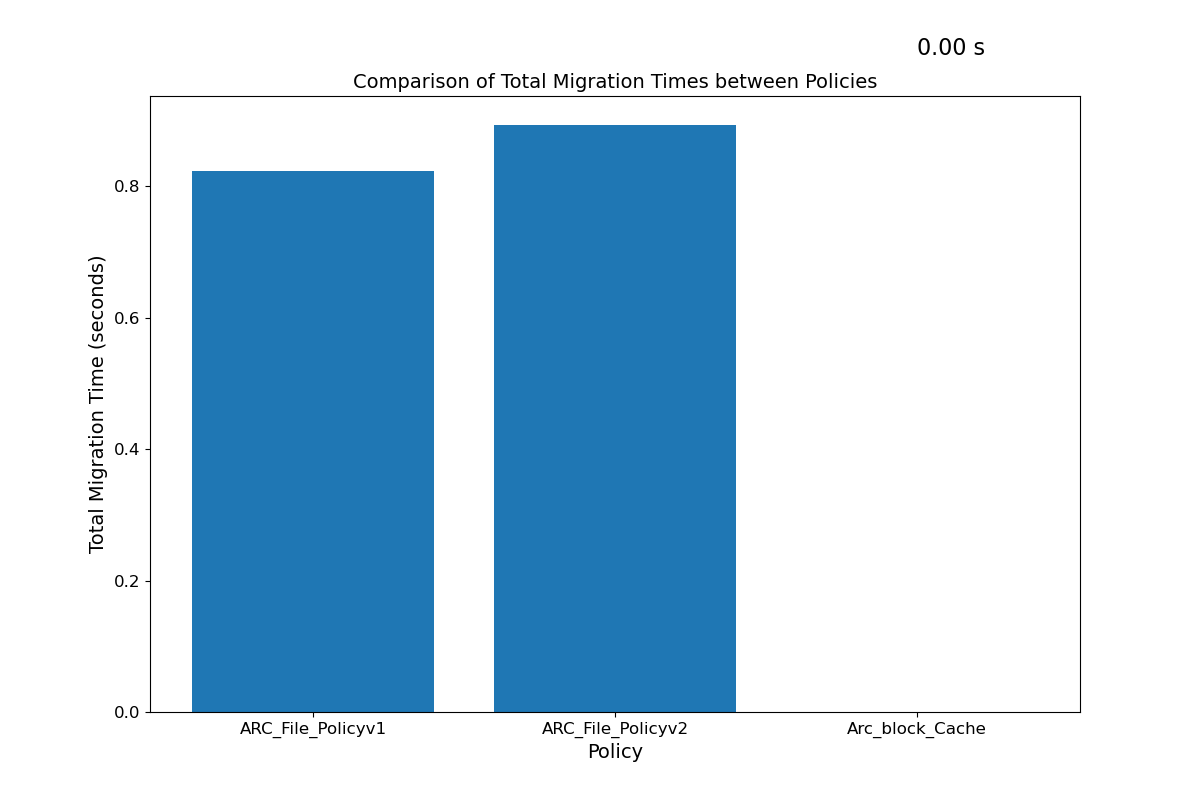 0.00 s
Comparison of Total Migration Times between Policies
Total Migration Time (seconds)
0.8
0.6
0.4
0.2
0.0
ARC_File_Policyv1
ARC_File_Policyv2
Arc_block_Cache
Policy